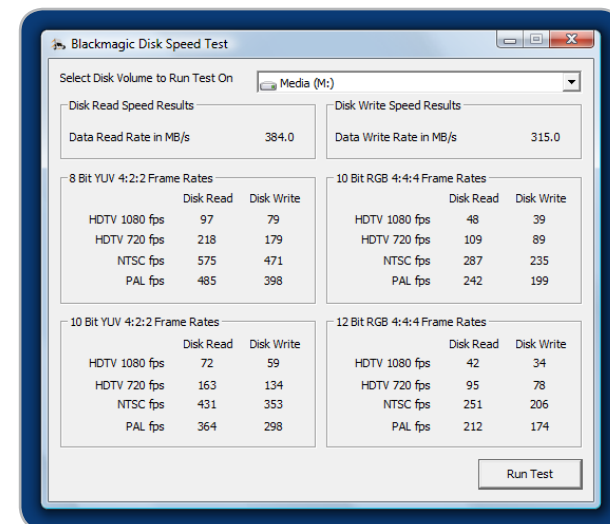 Blackmagic Disk Speed Test
Select Disk Volume to Run Test On Media (M:)
Disk Read Speed Results
Data Read Rate in MB/s 384.0
Disk Write Speed Results
Data Write Rate in MB/s 315.0
8 Bit YUV 4:2:2 Frame Rates
Disk Read Disk Write
HDTV 1080 fps 97 79
HDTV 720 fps 218 179
NTSC fps 575 471
PAL fps 485 398
10 Bit RGB 4:4:4 Frame Rates
Disk Read Disk Write
HDTV 1080 fps 48 39
HDTV 720 fps 109 89
NTSC fps 287 235
PAL fps 242 199
10 Bit YUV 4:2:2 Frame Rates
Disk Read Disk Write
HDTV 1080 fps 72 59
HDTV 720 fps 163 134
NTSC fps 431 353
PAL fps 364 298
12 Bit RGB 4:4:4 Frame Rates
Disk Read Disk Write
HDTV 1080 fps 42 34
HDTV 720 fps 95 78
NTSC fps 251 206
PAL fps 212 174
Run Test